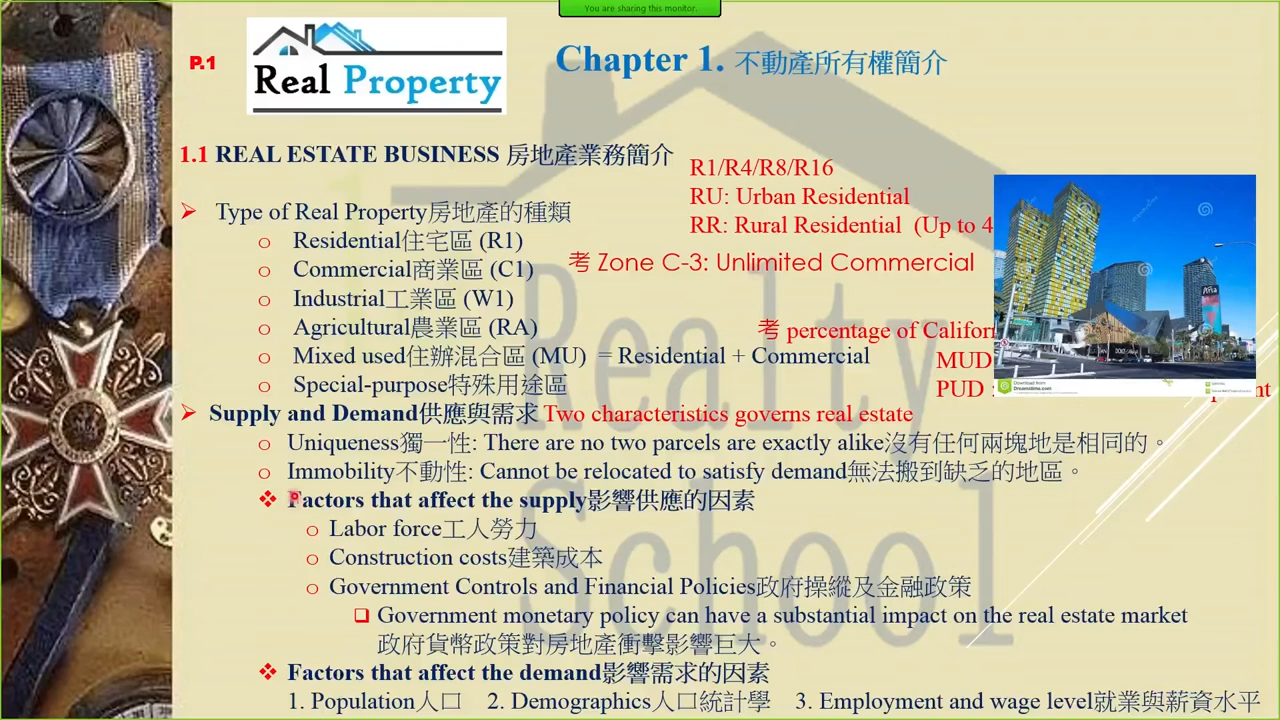 You are sharing this monitor.
P.1
Real Property
Chapter 1. 不動產所有權簡介
1.1 REAL ESTATE BUSINESS 房地產業務簡介
R1/R4/R8/R16
RU: Urban Residential
RR: Rural Residential (Up to 4
Type of Real Property房地產的種類
Residential住宅區 (R1)
Commercial商業區 (C1)
考 Zone C-3: Unlimited Commercial
Industrial工業區 (W1)
Agricultural農業區 (RA)
考 percentage of Californ
Mixed used住辦混合區 (MU) = Residential + Commercial
MUD
Special-purpose特殊用途區
PUD :
Supply and Demand供應與需求 Two characteristics governs real estate
Uniqueness獨一性: There are no two parcels are exactly alike沒有任何兩塊地是相同的。
Immobility不動性: Cannot be relocated to satisfy demand無法搬到缺乏的地區。
Factors that affect the supply影響供應的因素
Labor force工人勞力
Construction costs建築成本
Government Controls and Financial Policies政府操縱及金融政策
Government monetary policy can have a substantial impact on the real estate market
政府貨幣政策對房地產衝擊影響巨大。
Factors that affect the demand影響需求的因素
1. Population人口 2. Demographics人口統計學 3. Employment and wage level就業與薪資水平
Realty
School
Download from
Dreamstime.com